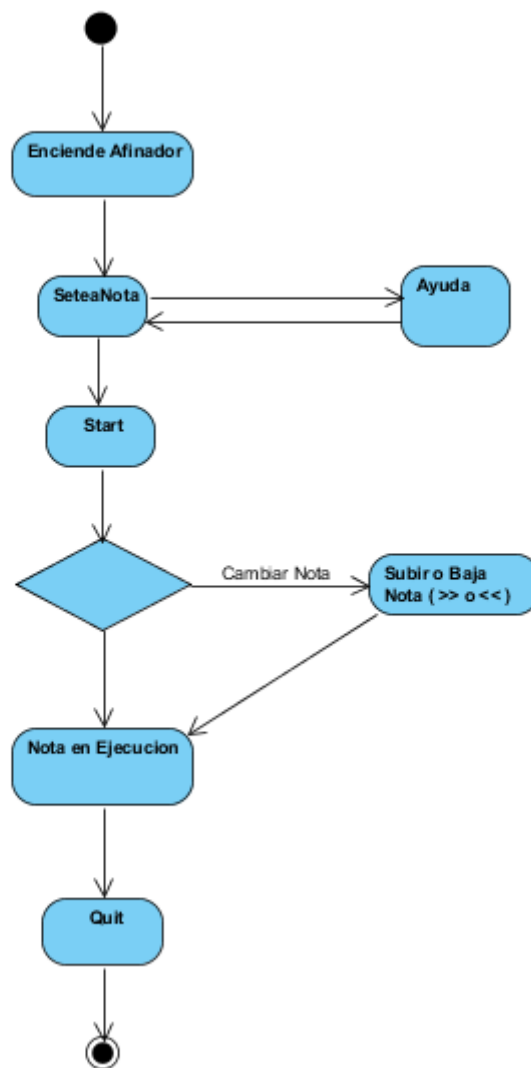 Enciende Afinador
SeteaNota
Ayuda
Start
Cambiar Nota
Subir o Baja
Nota ( >> o << )
Nota en Ejecucion
Quit